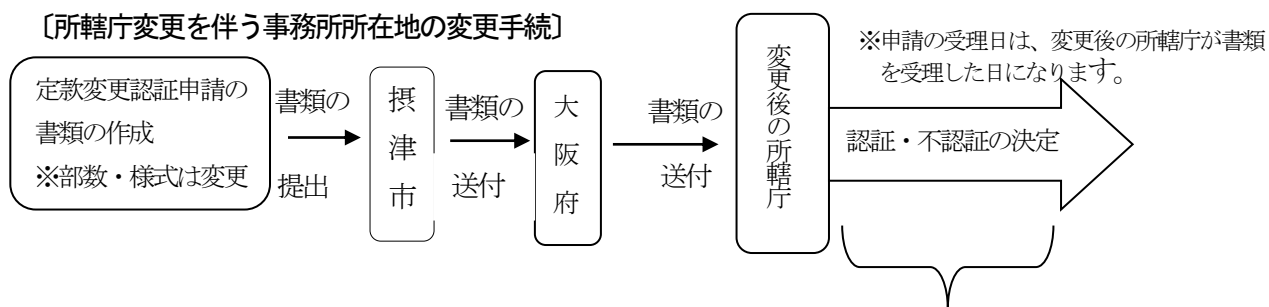 〔所轄庁変更を伴う事務所所在地の変更手続〕
※申請の受理日は、変更後の所轄庁が書類
を受理した日になります。
定款変更認証申請の
書類の作成
※部数・様式は変更
書類の
提出
摂津市
書類の
送付
大阪府
書類の
送付
変更後の所轄庁
認証・不認証の決定